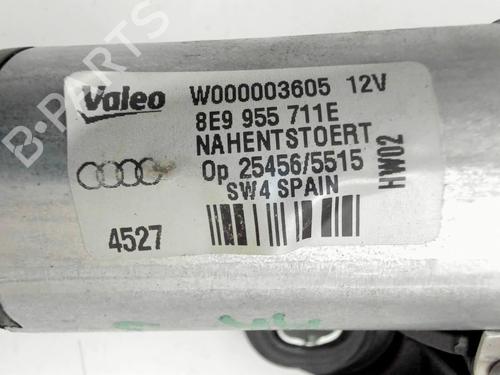 Valeo W000003605 12V
8E9 955 711E
NAHENTSTOERT
Op 25456/5515
SW4 SPAIN
HW02
4527
B-PARTS